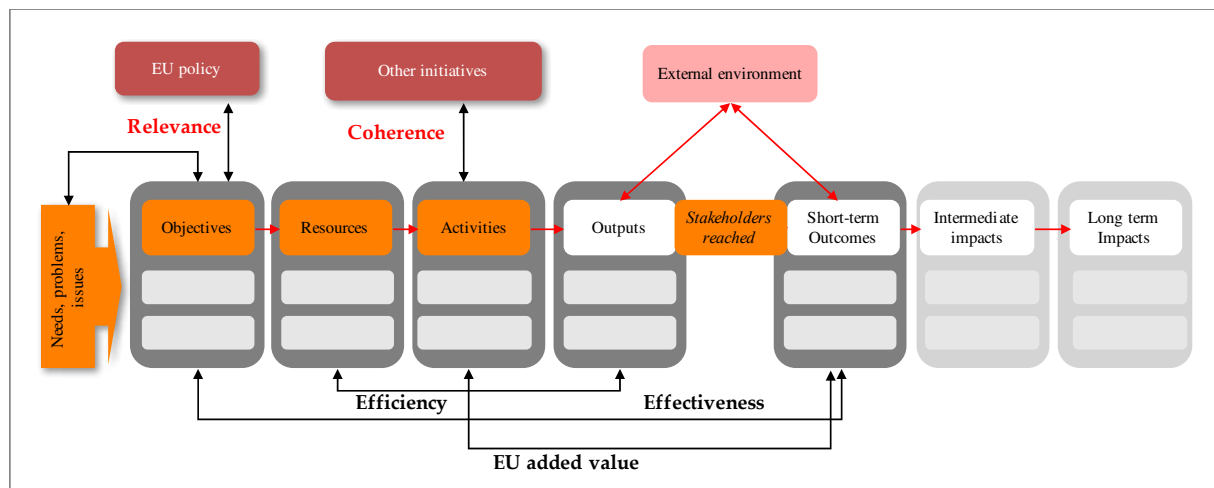 EU policy
Other initiatives
External environment
Relevance
Coherence
Needs, problems,
issues
Objectives
Resources
Activities
Outputs
Stakeholders
reached
Short-term
Outcomes
Intermediate
impacts
Long term
Impacts
Efficiency
Effectiveness
EU added value